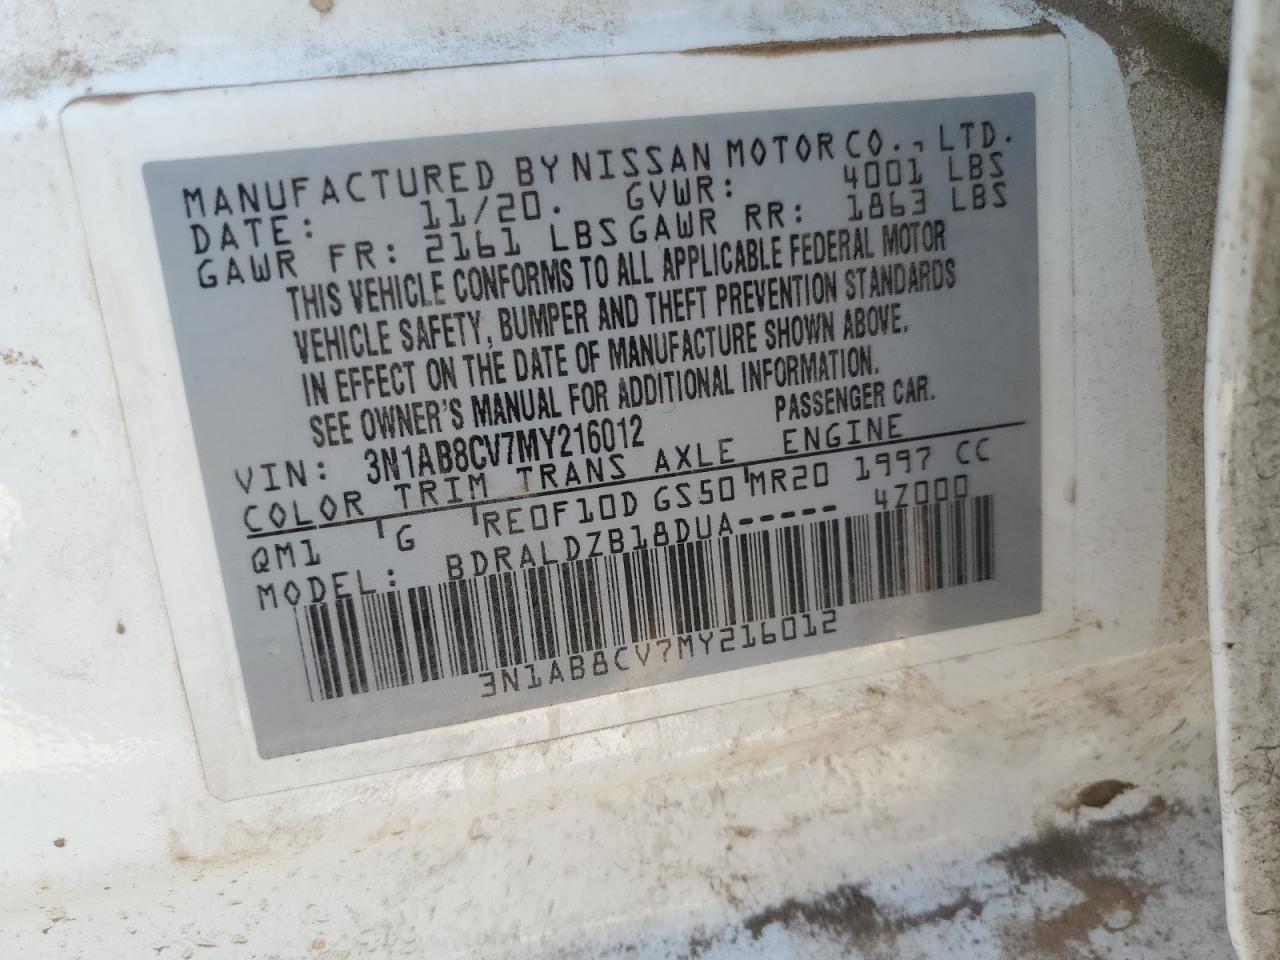 MANUFACTURED BY NISSAN MOTOR CO., LTD.
DATE: 11/20. GVWR: 4001 LBS
GAWR FR: 2161 LBS GAWR RR: 1863 LBS
THIS VEHICLE CONFORMS TO ALL APPLICABLE FEDERAL MOTOR
VEHICLE SAFETY, BUMPER AND THEFT PREVENTION STANDARDS
IN EFFECT ON THE DATE OF MANUFACTURE SHOWN ABOVE.
SEE OWNER'S MANUAL FOR ADDITIONAL INFORMATION.
VIN: 3N1AB8CV7MY216012 PASSENGER CAR.
COLOR TRIM TRANS AXLE ENGINE
QM1 G RE0F10D GS50 MR20 1997 CC
MODEL: BDRALDZB18DUA----- 4Z000
3N1AB8CV7MY216012